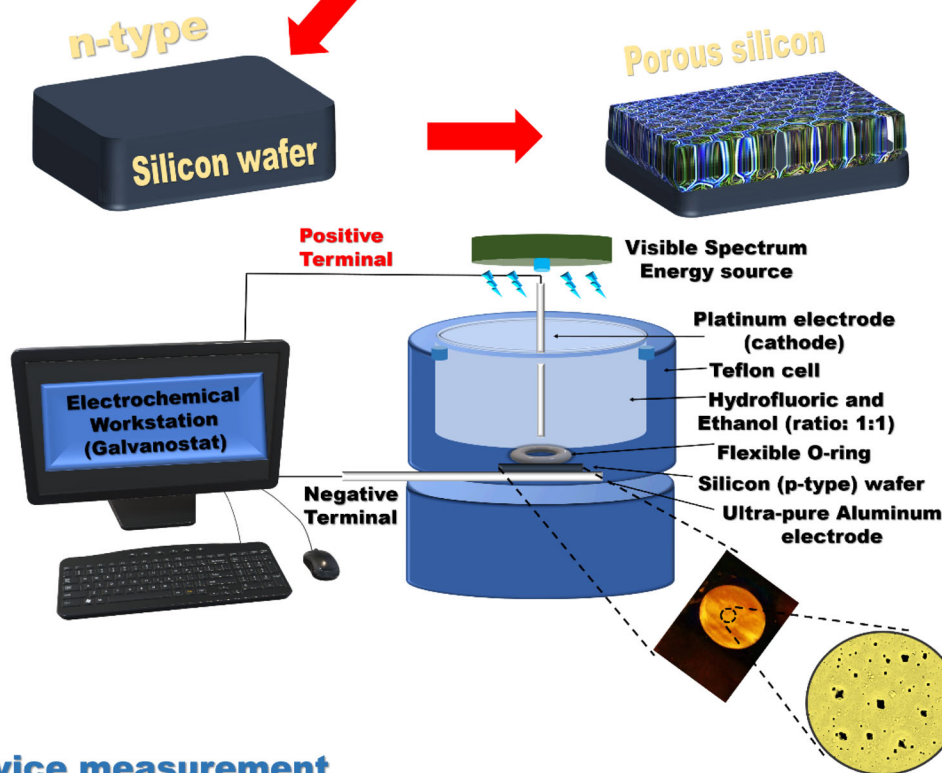 n-type
Silicon wafer
Porous silicon
Positive
Terminal
Visible Spectrum
Energy source
Platinum electrode
(cathode)
Teflon cell
Hydrofluoric and
Ethanol (ratio: 1:1)
Flexible O-ring
Silicon (p-type) wafer
Ultra-pure Aluminum
electrode
Electrochemical
Workstation
(Galvanostat)
Negative
Terminal
vice measurement